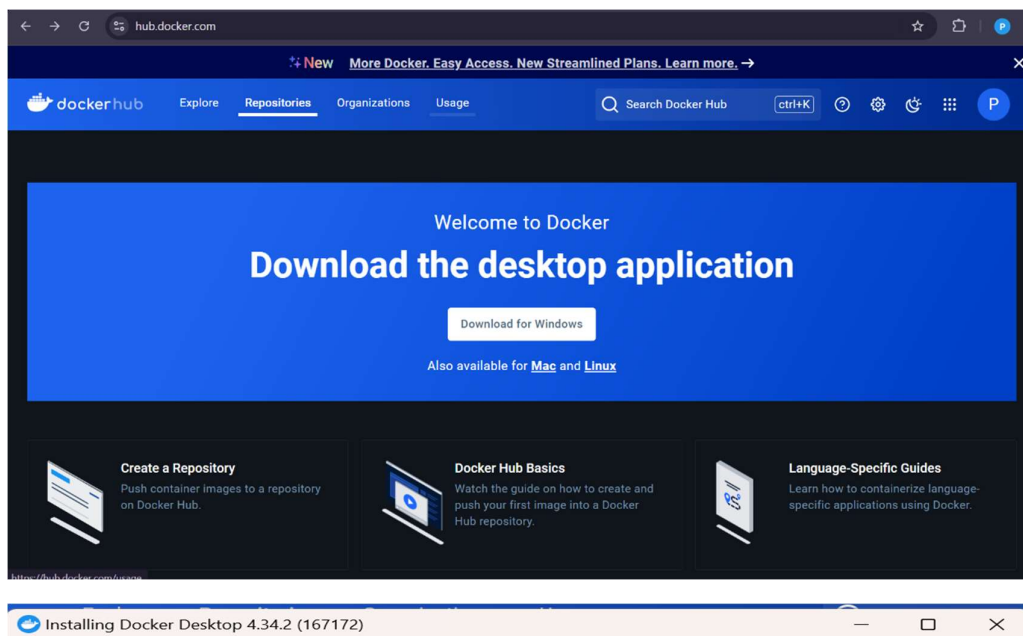 hub.docker.com
P
New More Docker. Easy Access. New Streamlined Plans. Learn more. →
dockerhub Explore Repositories Organizations Usage Search Docker Hub ctrl+K P
Welcome to Docker
Download the desktop application
Download for Windows
Also available for Mac and Linux
Create a Repository
Push container images to a repository
on Docker Hub.
Docker Hub Basics
Watch the guide on how to create and
push your first image into a Docker
Hub repository.
Language-Specific Guides
Learn how to containerize language-
specific applications using Docker.
https://hub.docker.com/usage
Installing Docker Desktop 4.34.2 (167172)